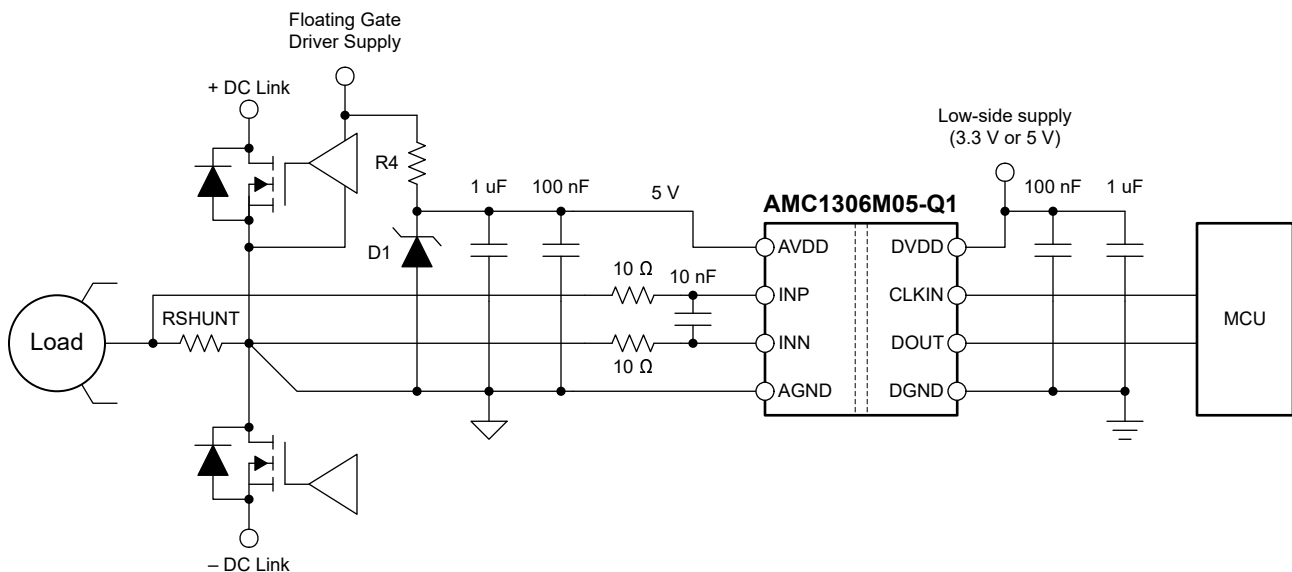 Floating Gate
Driver Supply
+ DC Link
Low-side supply
(3.3 V or 5 V)
R4
1 uF
100 nF
5 V
100 nF
1 uF
AMC1306M05-Q1
D1
AVDD
DVDD
10 Ω
10 nF
INP
CLKIN
RSHUNT
Load
MCU
INN
DOUT
10 Ω
AGND
DGND
– DC Link